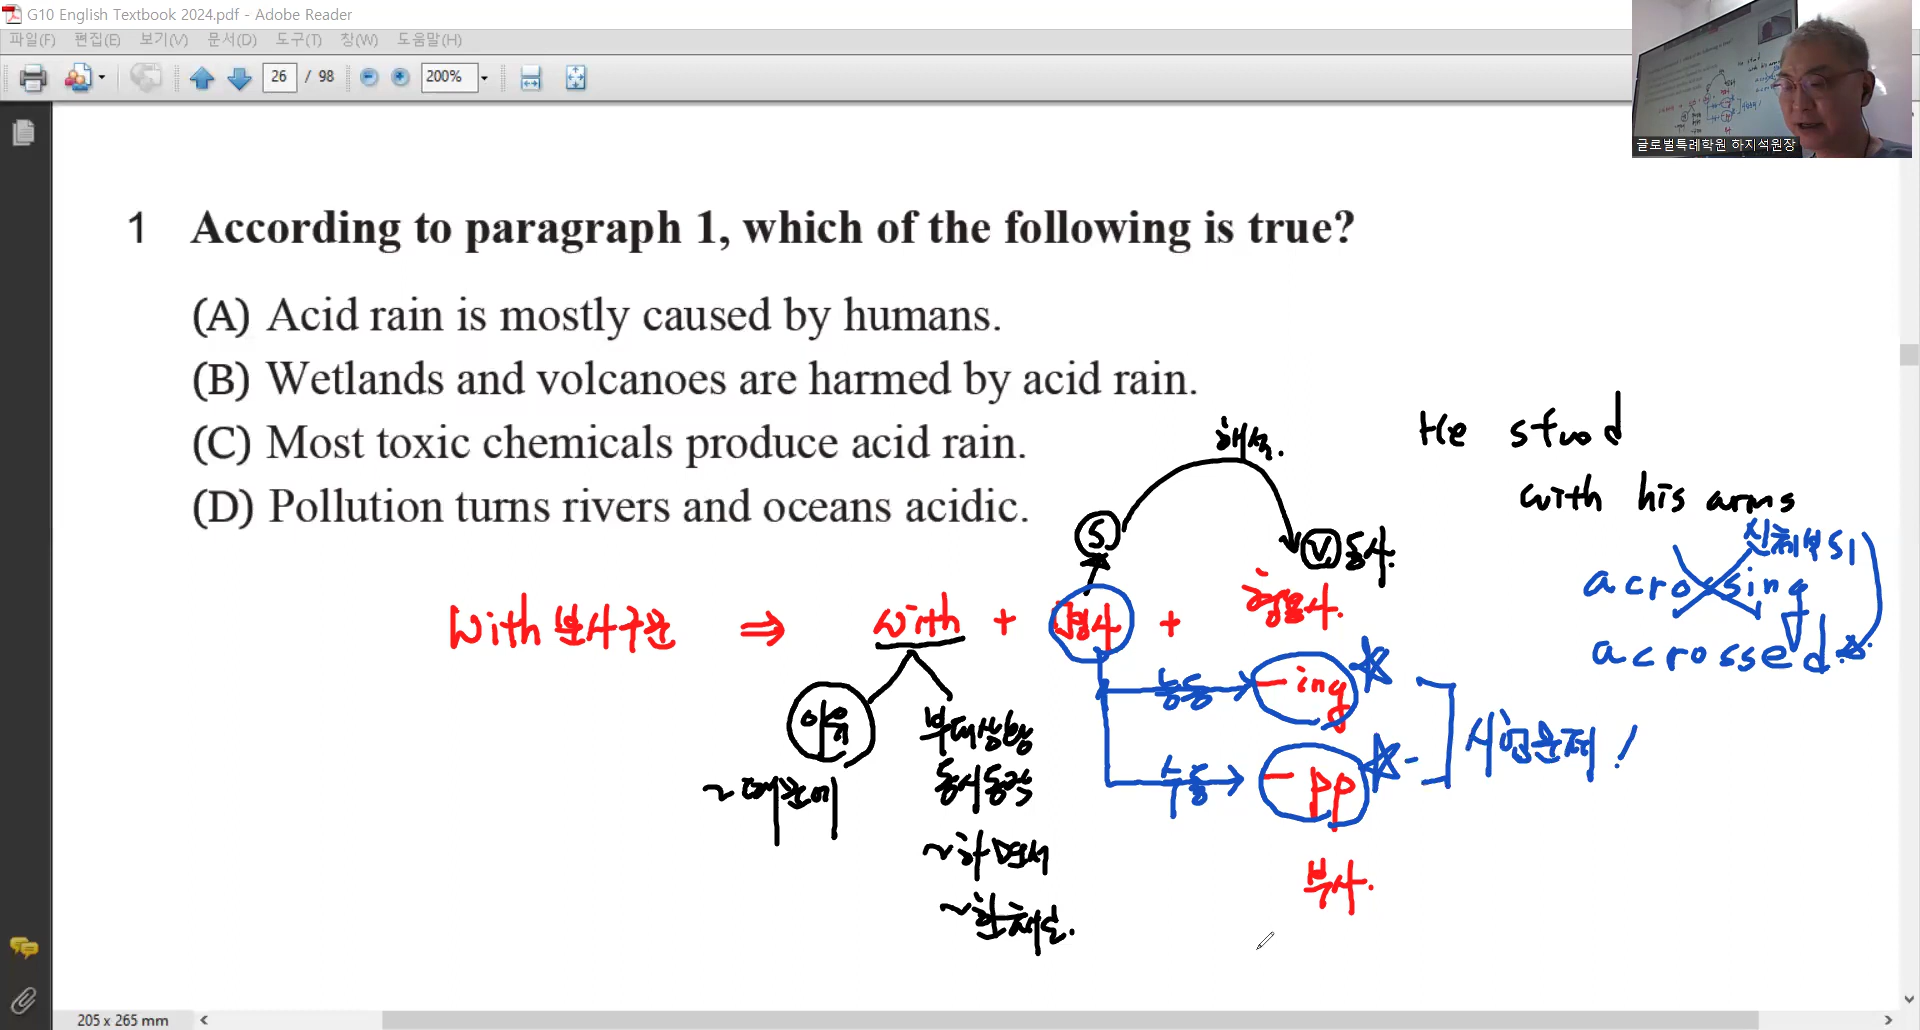 G10 English Textbook 2024.pdf - Adobe Reader
파일(F) 편집(E) 보기(V) 문서(D) 도구(T) 창(W) 도움말(H)
26 / 98 200%
글로벌특례학원 하지석원장
1 According to paragraph 1, which of the following is true?
(A) Acid rain is mostly caused by humans.
(B) Wetlands and volcanoes are harmed by acid rain.
(C) Most toxic chemicals produce acid rain.
(D) Pollution turns rivers and oceans acidic.
He stood
with his arms
신체부위
acrossing
acrossed.
해석.
S
V 동사.
With 분사구문 ⇒ with + 명사 + 형용사.
능동 -ing
수동 -pp
시험문제!
부사.
이유
~때문에
부대상황
동시동작
~하면서
~한채로.
205 x 265 mm